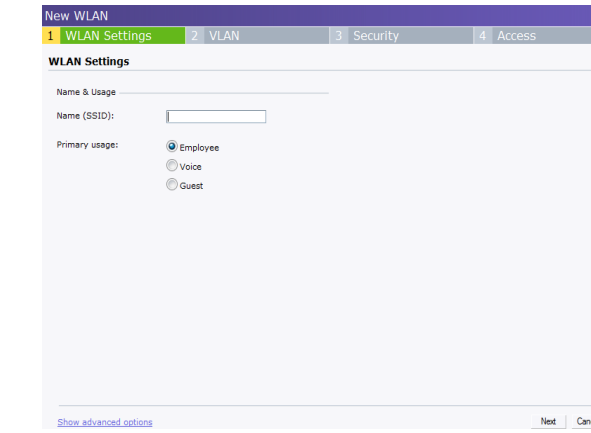 New WLAN
1 WLAN Settings 2 VLAN 3 Security 4 Access
WLAN Settings
Name & Usage
Name (SSID):
Primary usage: Employee
Voice
Guest
Show advanced options Next